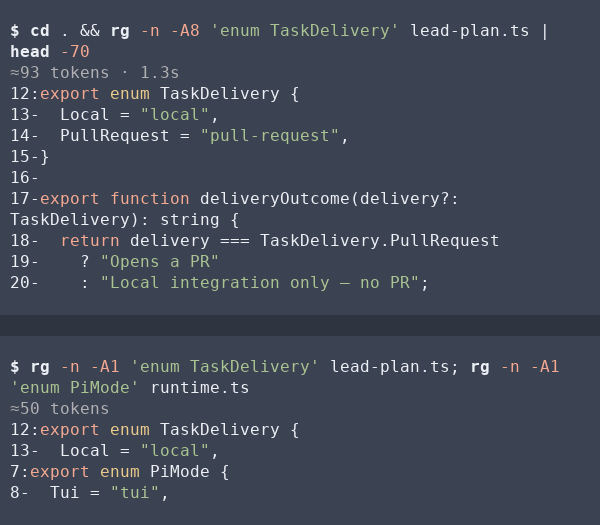 $ cd . && rg -n -A8 'enum TaskDelivery' lead-plan.ts |
head -70
≈93 tokens · 1.3s
12:export enum TaskDelivery {
13-  Local = "local",
14-  PullRequest = "pull-request",
15-}
16-
17-export function deliveryOutcome(delivery?:
TaskDelivery): string {
18-  return delivery === TaskDelivery.PullRequest
19-    ? "Opens a PR"
20-    : "Local integration only — no PR";
$ rg -n -A1 'enum TaskDelivery' lead-plan.ts; rg -n -A1
'enum PiMode' runtime.ts
≈50 tokens
12:export enum TaskDelivery {
13-  Local = "local",
7:export enum PiMode {
8-  Tui = "tui",